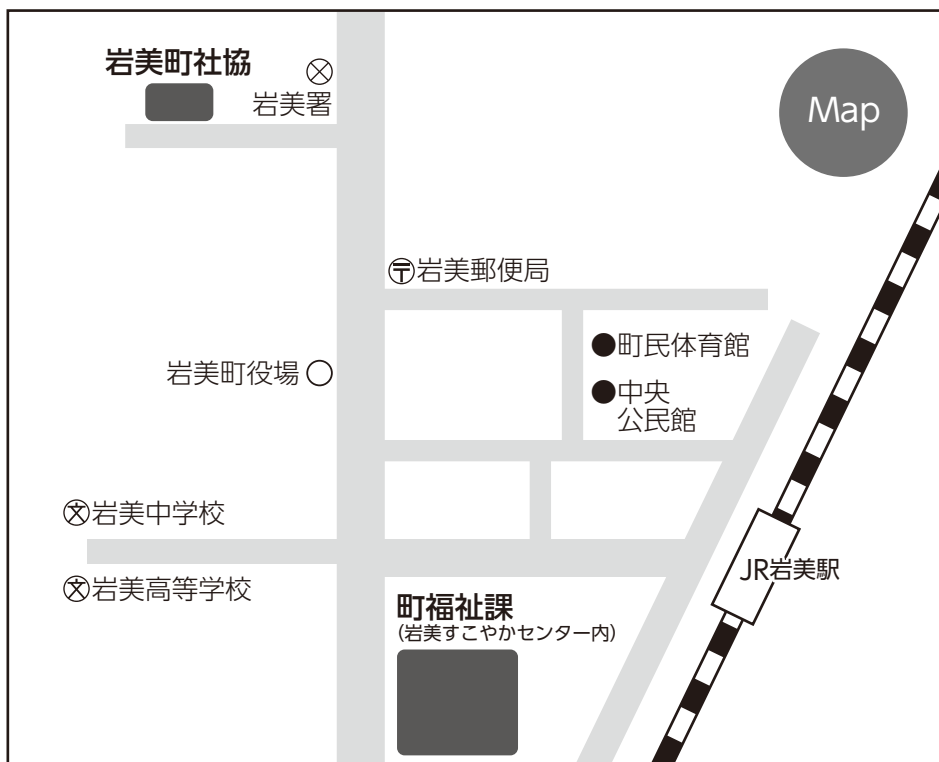 岩美町社協
岩美署
Map
〒岩美郵便局
町民体育館
岩美町役場
中央
公民館
文岩美中学校
文岩美高等学校
JR岩美駅
町福祉課
(岩美すこやかセンター内)